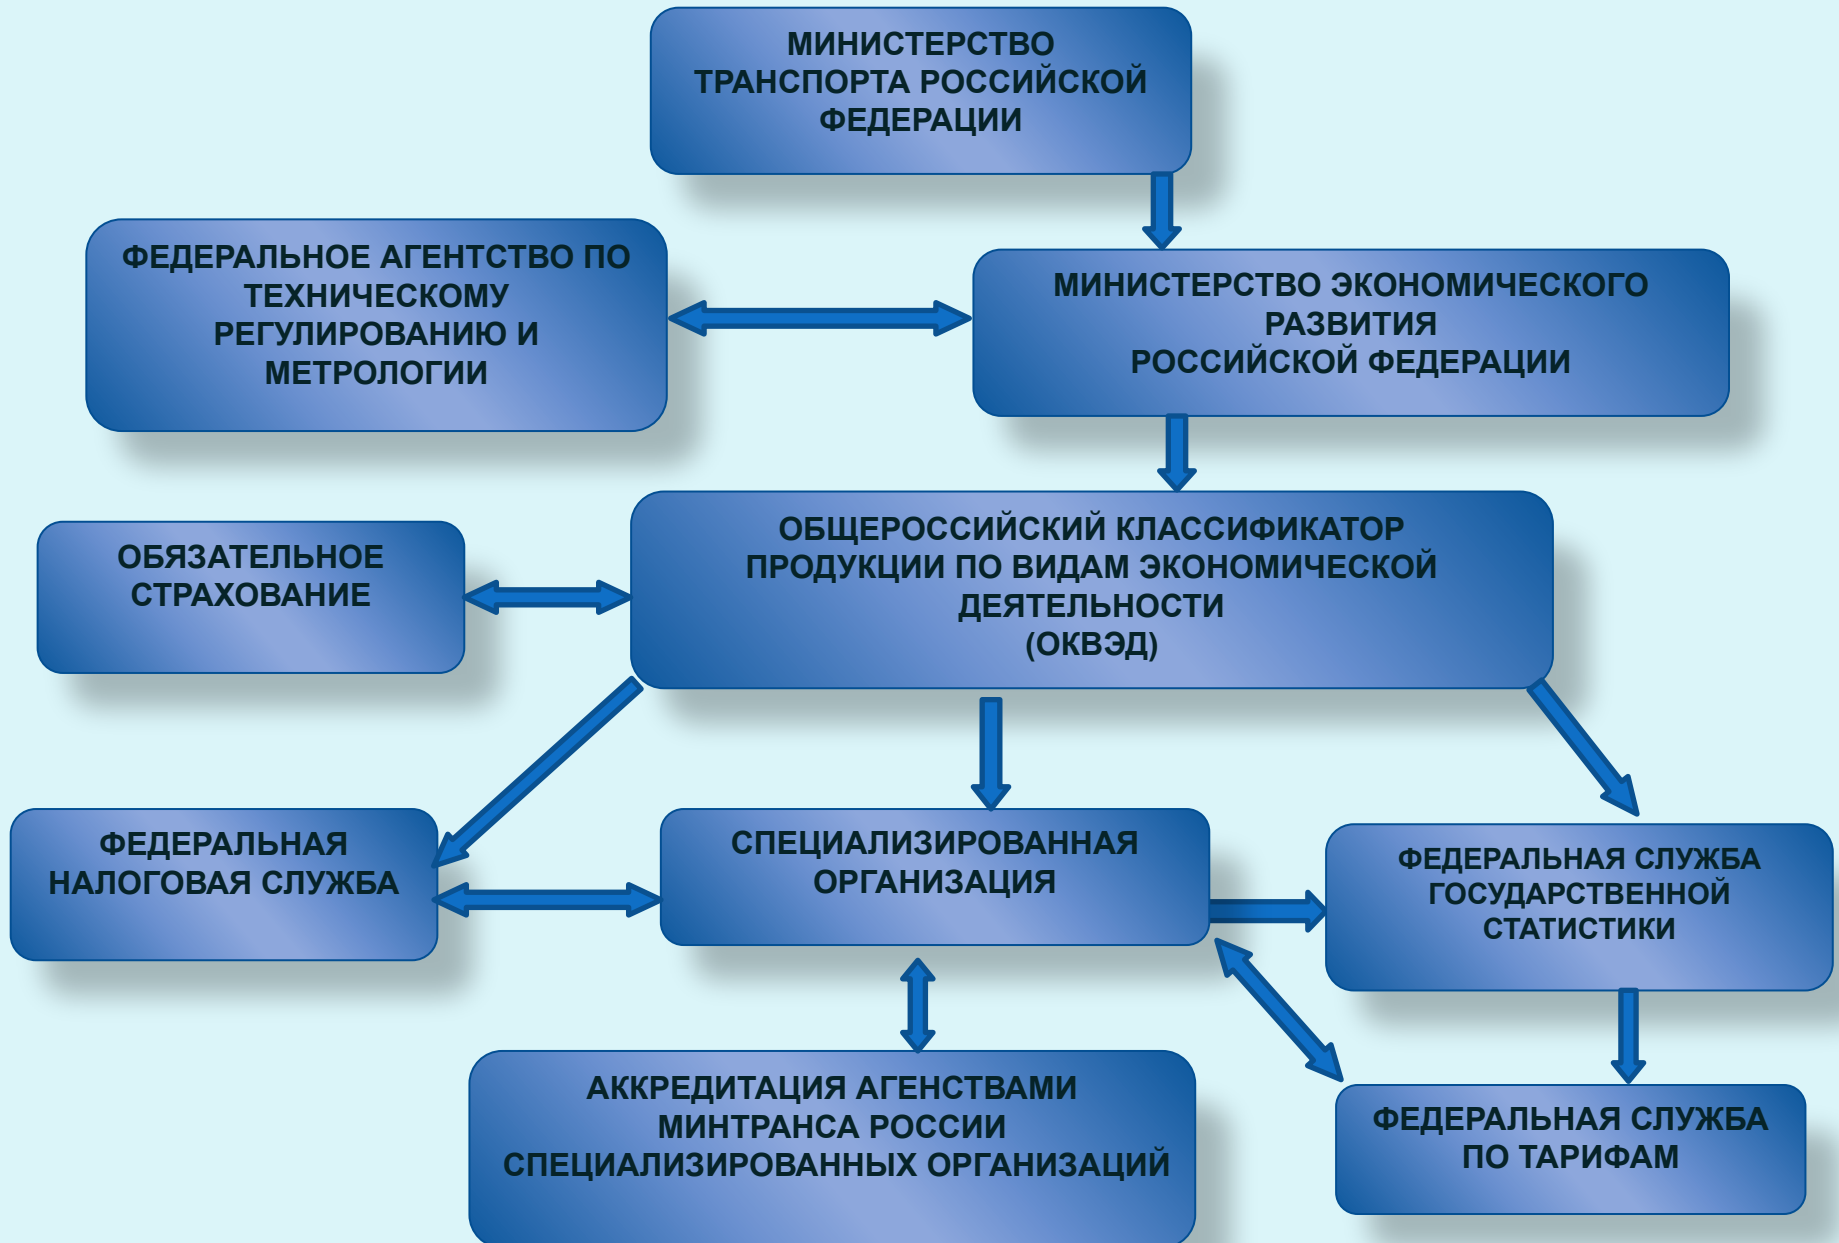 МИНИСТЕРСТВО
ТРАНСПОРТА РОССИЙСКОЙ
ФЕДЕРАЦИИ
ФЕДЕРАЛЬНОЕ АГЕНТСТВО ПО
ТЕХНИЧЕСКОМУ
РЕГУЛИРОВАНИЮ И
МЕТРОЛОГИИ
МИНИСТЕРСТВО ЭКОНОМИЧЕСКОГО
РАЗВИТИЯ
РОССИЙСКОЙ ФЕДЕРАЦИИ
ОБЯЗАТЕЛЬНОЕ
СТРАХОВАНИЕ
ОБЩЕРОССИЙСКИЙ КЛАССИФИКАТОР
ПРОДУКЦИИ ПО ВИДАМ ЭКОНОМИЧЕСКОЙ
ДЕЯТЕЛЬНОСТИ
(ОКВЭД)
ФЕДЕРАЛЬНАЯ
НАЛОГОВАЯ СЛУЖБА
СПЕЦИАЛИЗИРОВАННАЯ
ОРГАНИЗАЦИЯ
ФЕДЕРАЛЬНАЯ СЛУЖБА
ГОСУДАРСТВЕННОЙ
СТАТИСТИКИ
АККРЕДИТАЦИЯ АГЕНСТВАМИ
МИНТРАНСА РОССИИ
СПЕЦИАЛИЗИРОВАННЫХ ОРГАНИЗАЦИЙ
ФЕДЕРАЛЬНАЯ СЛУЖБА
ПО ТАРИФАМ